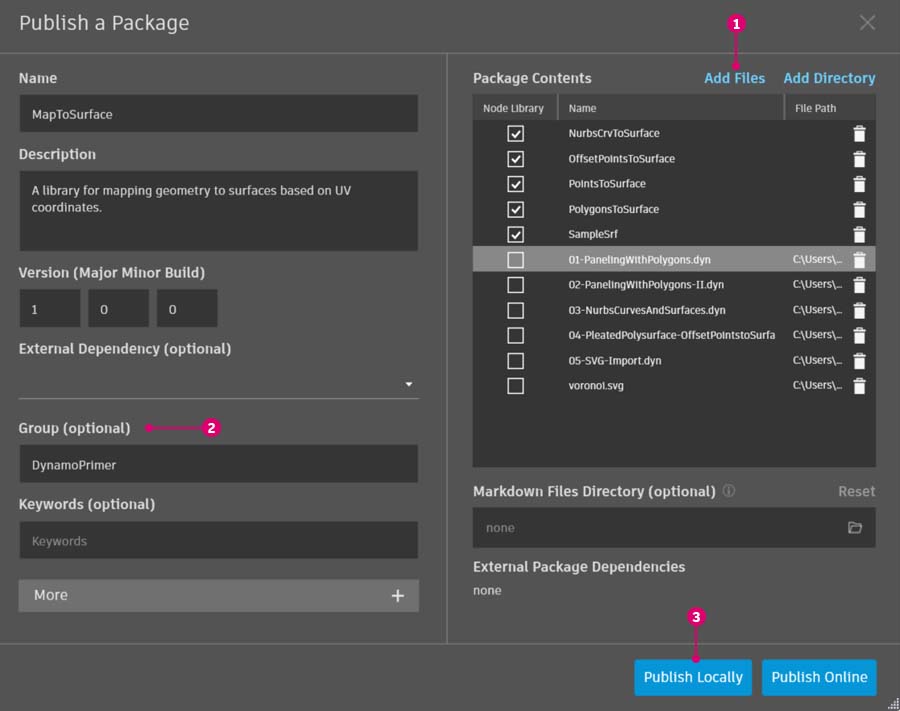 Publish a Package
1
Name
MapToSurface
Description
A library for mapping geometry to surfaces based on UV
coordinates.
Version (Major Minor Build)
1 0 0
External Dependency (optional)
Group (optional) 2
DynamoPrimer
Keywords (optional)
Keywords
More +
Package Contents Add Files Add Directory
Node Library Name File Path
NurbsCrvToSurface
OffsetPointsToSurface
PointsToSurface
PolygonsToSurface
SampleSrf
01-PanelingWithPolygons.dyn C:\Users\...
02-PanelingWithPolygons-II.dyn C:\Users\...
03-NurbsCurvesAndSurfaces.dyn C:\Users\...
04-PleatedPolysurface-OffsetPointstoSurfa C:\Users\...
05-SVG-Import.dyn C:\Users\...
voronoi.svg C:\Users\...
Markdown Files Directory (optional) Reset
none
External Package Dependencies
none
3
Publish Locally Publish Online